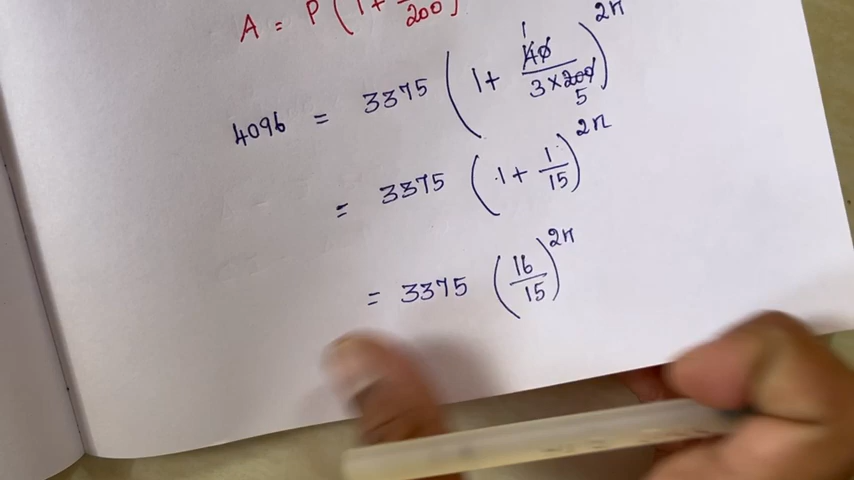 A = P ( 1 + 200 )
4096 = 3375 ( 1 + 1 40 / 3 × 200 5 ) 2n
= 3375 ( 1 + 1/15 ) 2n
= 3375 ( 16/15 ) 2n